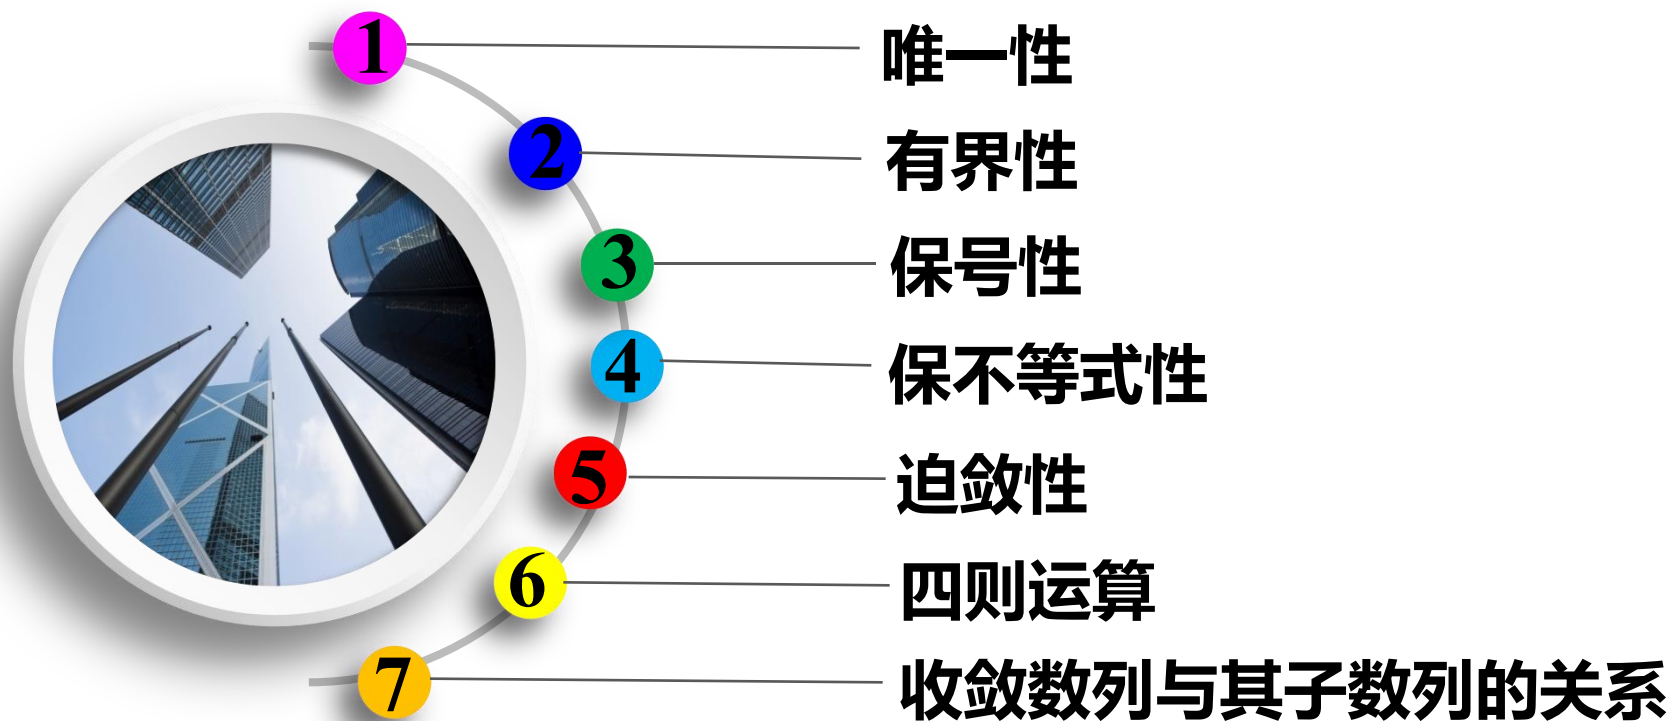 1 唯一性
2 有界性
3 保号性
4 保不等式性
5 迫敛性
6 四则运算
7 收敛数列与其子数列的关系